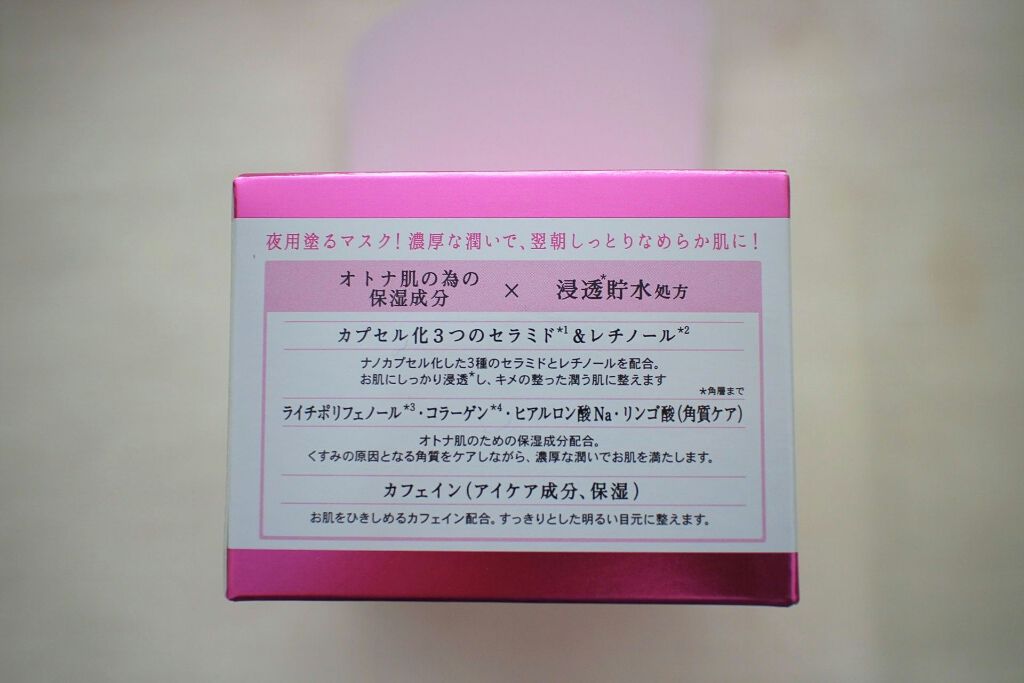 夜用塗るマスク！濃厚な潤いで、翌朝しっとりなめらか肌に！
オトナ肌の為の
保湿成分
×
浸透*貯水処方
カプセル化3つのセラミド*1&レチノール*2
ナノカプセル化した3種のセラミドとレチノールを配合。
お肌にしっかり浸透*し、キメの整った潤う肌に整えます
*角層まで
ライチポリフェノール*3・コラーゲン*4・ヒアルロン酸Na・リンゴ酸(角質ケア)
オトナ肌のための保湿成分配合。
くすみの原因となる角質をケアしながら、濃厚な潤いでお肌を満たします。
カフェイン(アイケア成分、保湿)
お肌をひきしめるカフェイン配合。すっきりとした明るい目元に整えます。